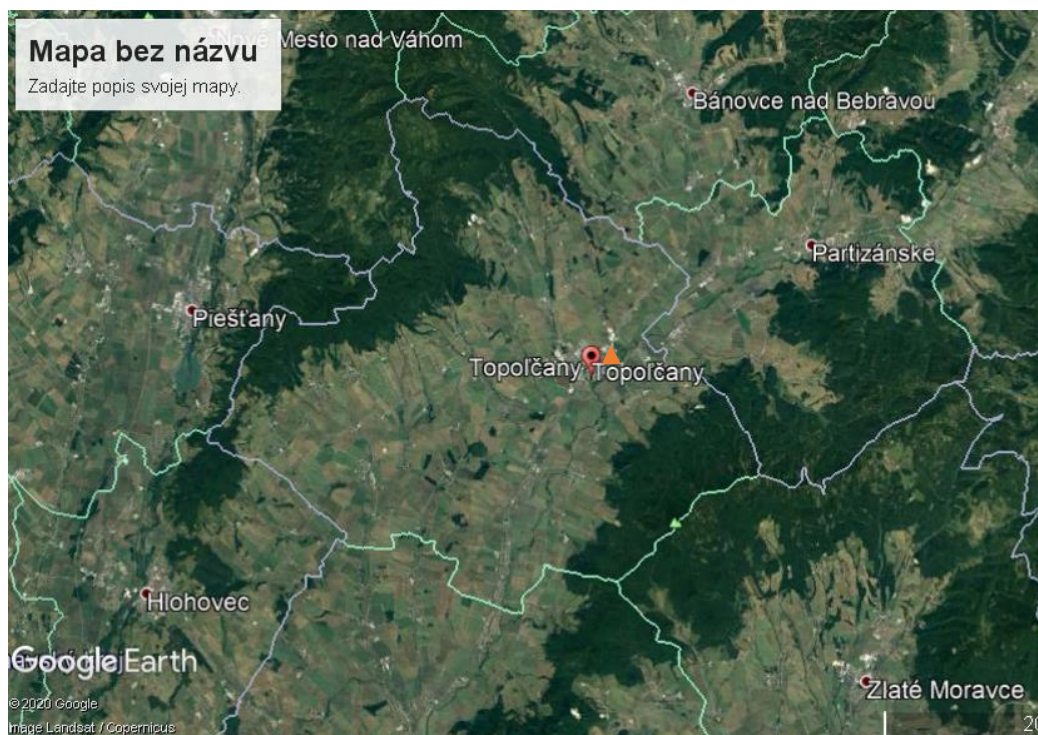 Mapa bez názvu
Zadajte popis svojej mapy.
Nové Mesto nad Váhom
Bánovce nad Bebravou
Partizánske
Piešťany
Topoľčany
Topoľčany
Hlohovec
Google Earth
Zlaté Moravce
©2020 Google
Image Landsat / Copernicus